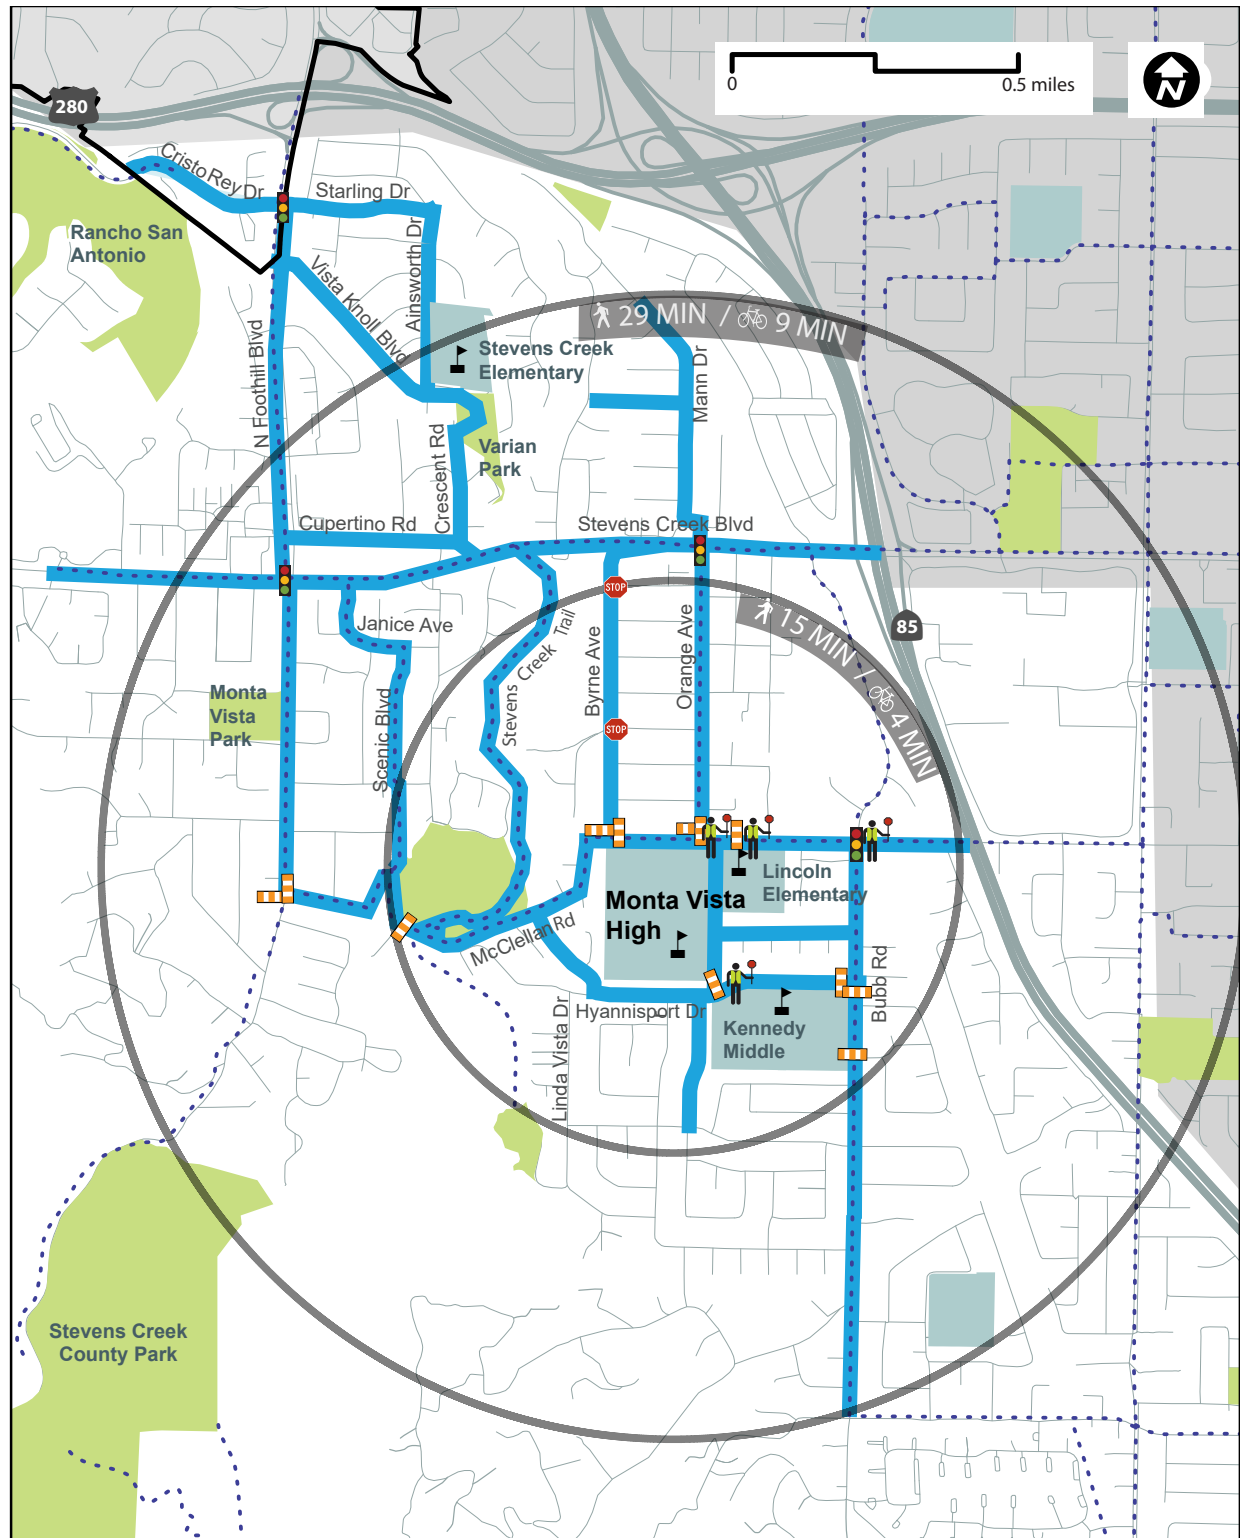 0
0.5 miles
N
280
Cristo Rey Dr
Starling Dr
Rancho San
Antonio
Ainsworth Dr
Vista Knoll Blvd
29 MIN / 9 MIN
N Foothill Blvd
Stevens Creek
Elementary
Mann Dr
Crescent Rd
Varian
Park
Cupertino Rd
Stevens Creek Blvd
STOP
Janice Ave
Stevens Creek Trail
Byrne Ave
Orange Ave
15 MIN / 4 MIN
85
Monta
Vista
Park
Scenic Blvd
STOP
Lincoln
Elementary
Monta Vista
High
McClellan Rd
Bubb Rd
Linda Vista Dr
Hyannisport Dr
Kennedy
Middle
Stevens Creek
County Park